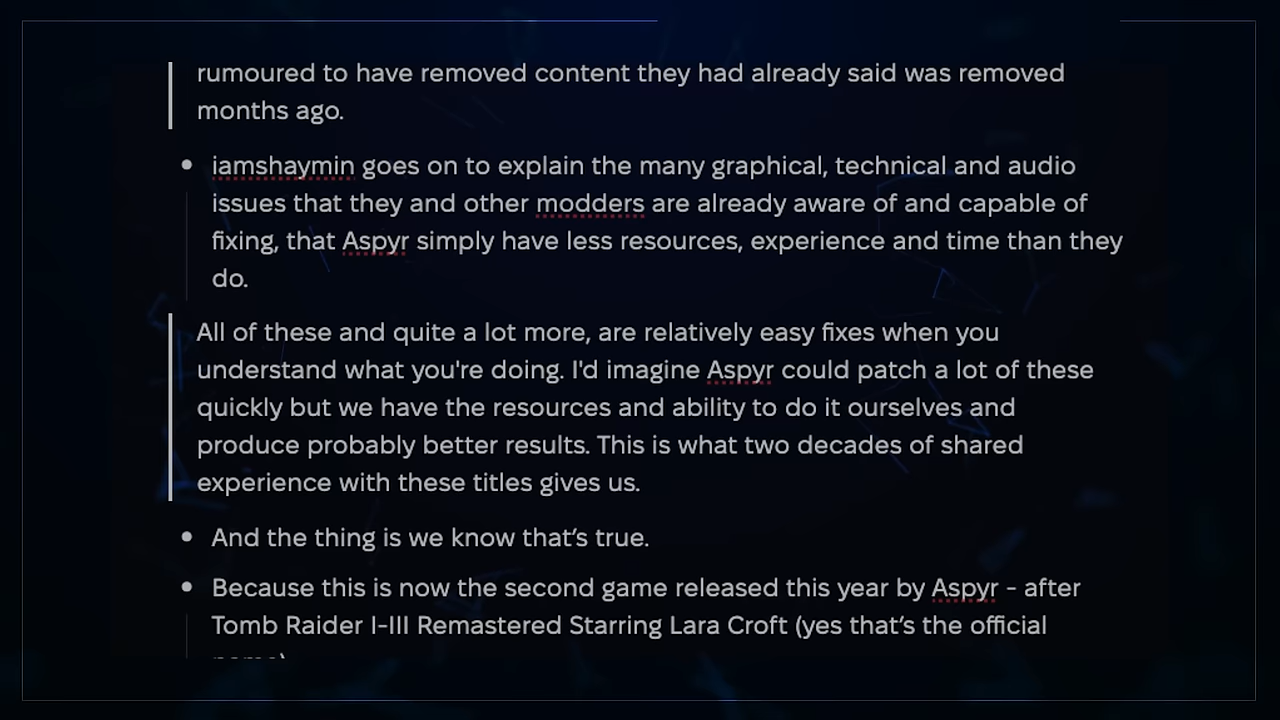 rumoured to have removed content they had already said was removed
months ago.
• iamshaymin goes on to explain the many graphical, technical and audio
issues that they and other modders are already aware of and capable of
fixing, that Aspyr simply have less resources, experience and time than they
do.
All of these and quite a lot more, are relatively easy fixes when you
understand what you're doing. I'd imagine Aspyr could patch a lot of these
quickly but we have the resources and ability to do it ourselves and
produce probably better results. This is what two decades of shared
experience with these titles gives us.
• And the thing is we know that’s true.
• Because this is now the second game released this year by Aspyr - after
Tomb Raider I-III Remastered Starring Lara Croft (yes that’s the official